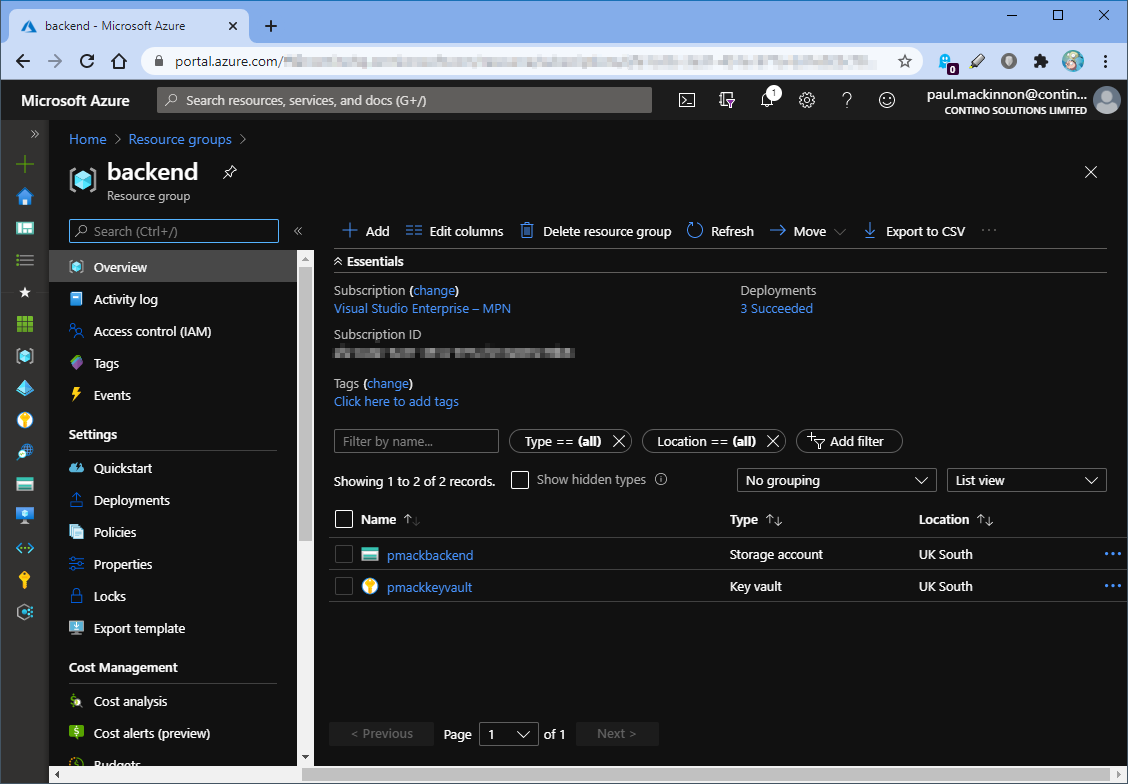 backend - Microsoft Azure
portal.azure.com/
0
Microsoft Azure
Search resources, services, and docs (G+/)
1
paul.mackinnon@contin...
CONTINO SOLUTIONS LIMITED
Home > Resource groups >
backend
Resource group
Search (Ctrl+/)
Overview
Activity log
Access control (IAM)
Tags
Events
Settings
Quickstart
Deployments
Policies
Properties
Locks
Export template
Cost Management
Cost analysis
Cost alerts (preview)
Budgets
Add Edit columns Delete resource group Refresh Move Export to CSV ...
Essentials
Subscription (change)
Visual Studio Enterprise – MPN
Deployments
3 Succeeded
Subscription ID
Tags (change)
Click here to add tags
Filter by name... Type == (all) Location == (all) Add filter
Showing 1 to 2 of 2 records. Show hidden types No grouping List view
Name Type Location
pmackbackend Storage account UK South ...
pmackkeyvault Key vault UK South ...
< Previous Page 1 of 1 Next >